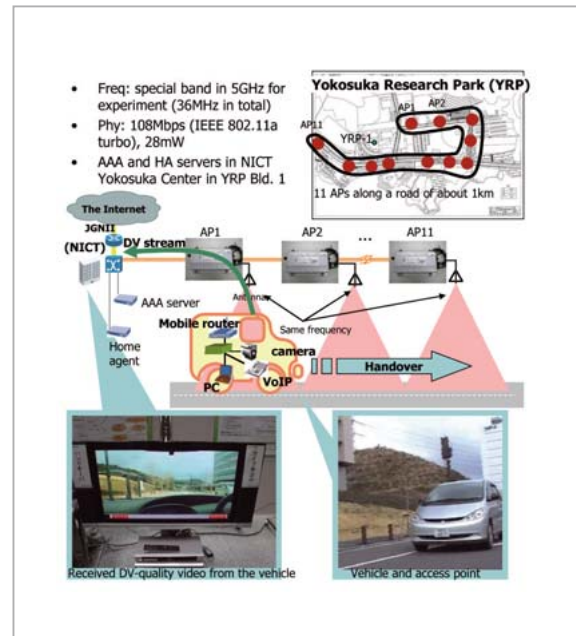 • Freq: special band in 5GHz for
experiment (36MHz in total)
• Phy: 108Mbps (IEEE 802.11a
turbo), 28mW
• AAA and HA servers in NICT
Yokosuka Center in YRP Bld. 1
Yokosuka Research Park (YRP)
AP1
AP2
AP11
YRP-1
11 APs along a road of about 1km
The Internet
JGNII
(NICT)
DV stream
AP1
AP2
...
AP11
AAA server
Antenna
Same frequency
Mobile router
Home
agent
camera
Handover
PC
VoIP
Received DV-quality video from the vehicle
Vehicle and access point